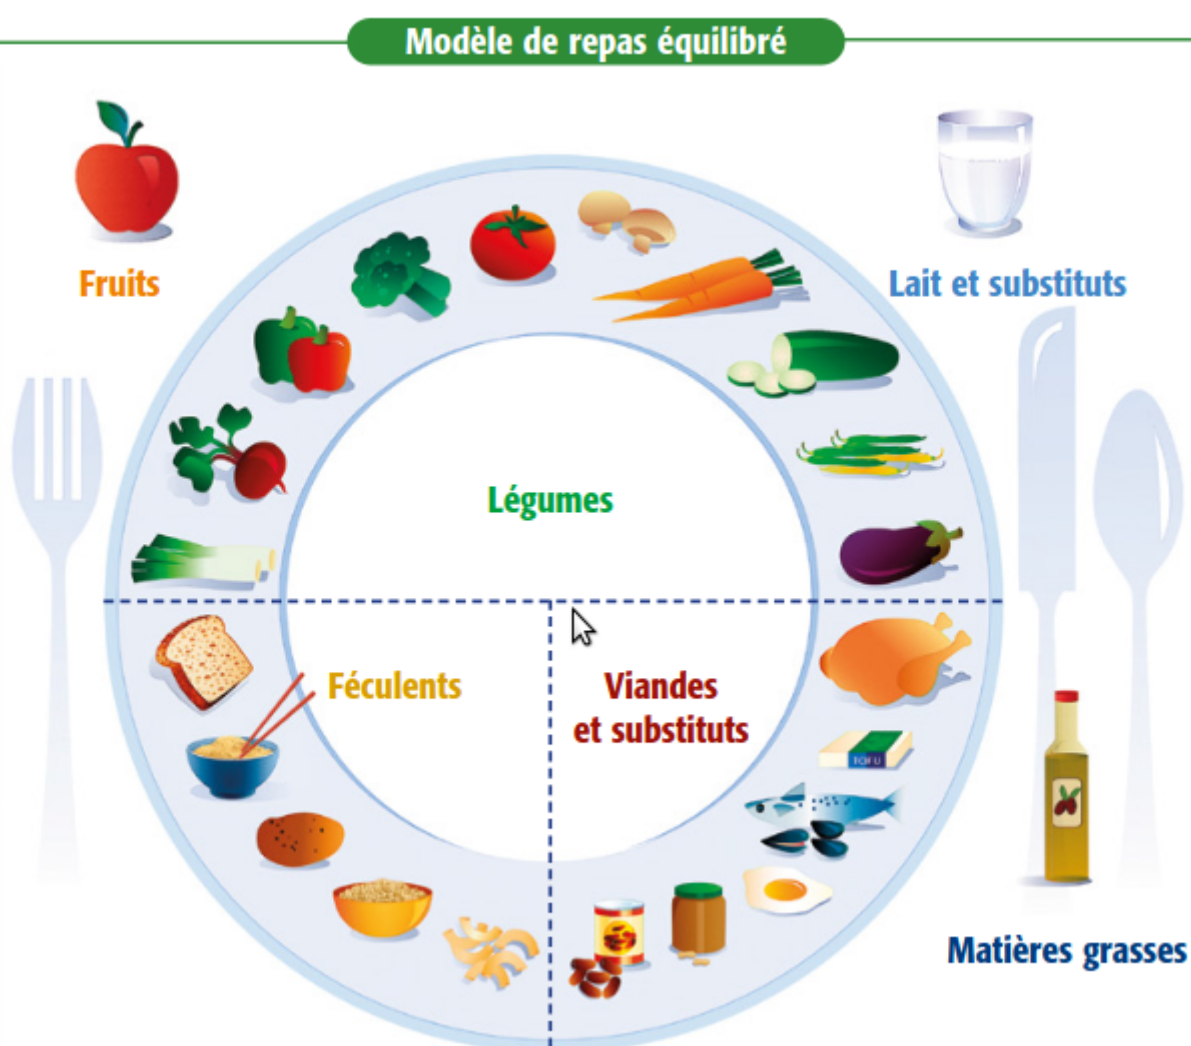 Modèle de repas équilibré
Fruits
Lait et substituts
Légumes
Féculents
Viandes
et substituts
TOFU
Matières grasses